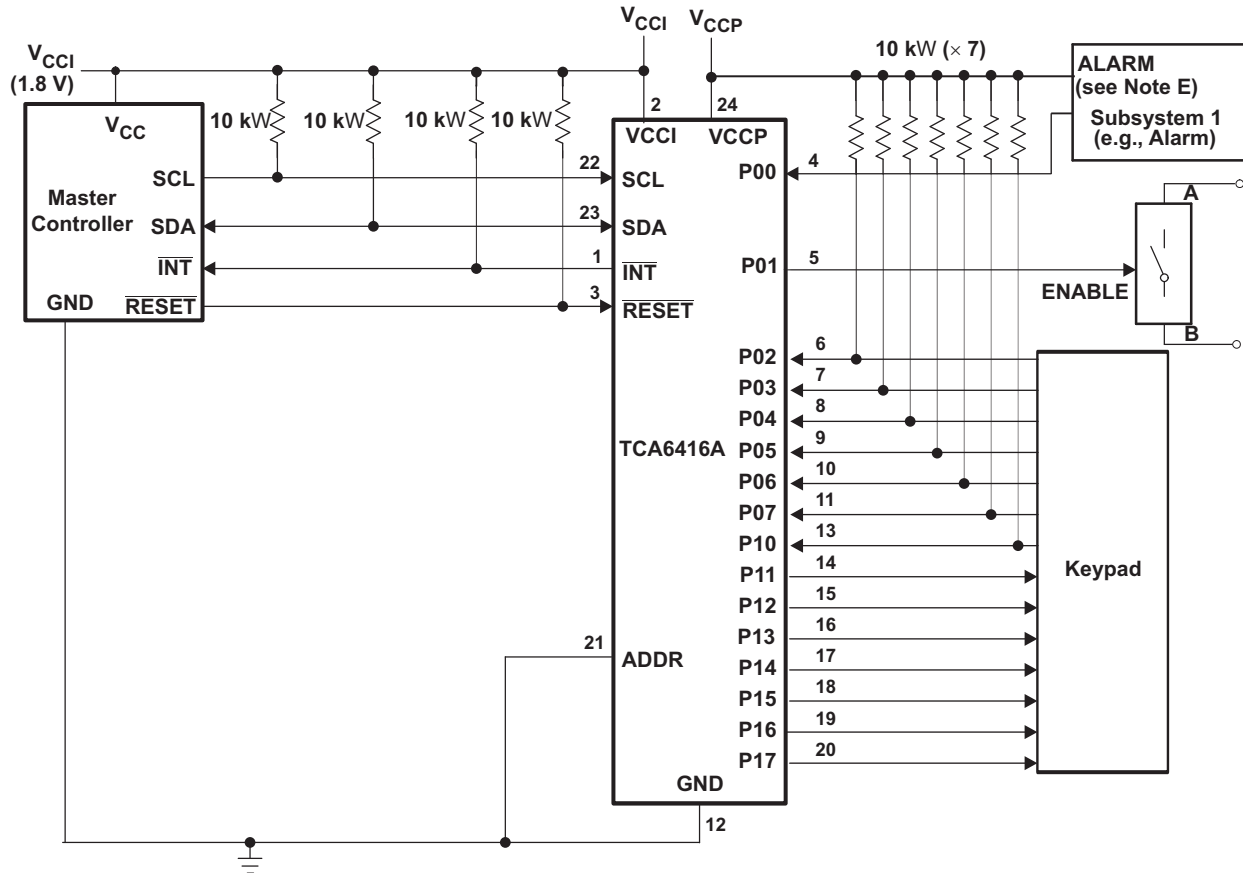 VCCI
VCCP
VCCI
(1.8 V)
10 kW (× 7)
ALARM
(see Note E)
Subsystem 1
(e.g., Alarm)
VCC
10 kW
10 kW
10 kW
10 kW
2
24
VCCI
VCCP
Master
Controller
SCL
SDA
INT
RESET
GND
22
23
1
3
SCL
SDA
INT
RESET
P00
4
A
P01
5
ENABLE
B
TCA6416A
P02
6
P03
7
P04
8
P05
9
P06
10
P07
11
P10
13
P11
14
P12
15
P13
16
P14
17
P15
18
P16
19
P17
20
Keypad
21
ADDR
GND
12